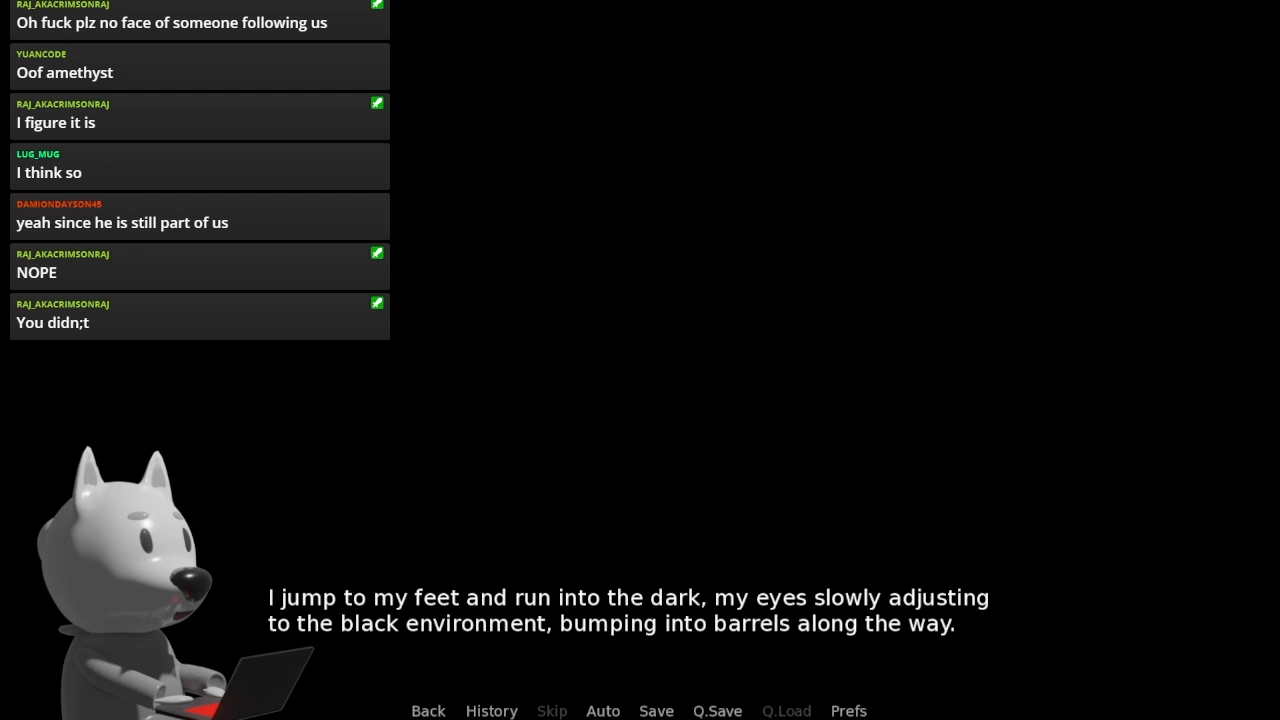 RAJ_AKACRIMSONRAJ
Oh fuck plz no face of someone following us
YUANCODE
Oof amethyst
RAJ_AKACRIMSONRAJ
I figure it is
LUG_MUG
I think so
DAMIONDAYSON45
yeah since he is still part of us
RAJ_AKACRIMSONRAJ
NOPE
RAJ_AKACRIMSONRAJ
You didn;t
I jump to my feet and run into the dark, my eyes slowly adjusting
to the black environment, bumping into barrels along the way.
Back History Skip Auto Save Q.Save Q.Load Prefs